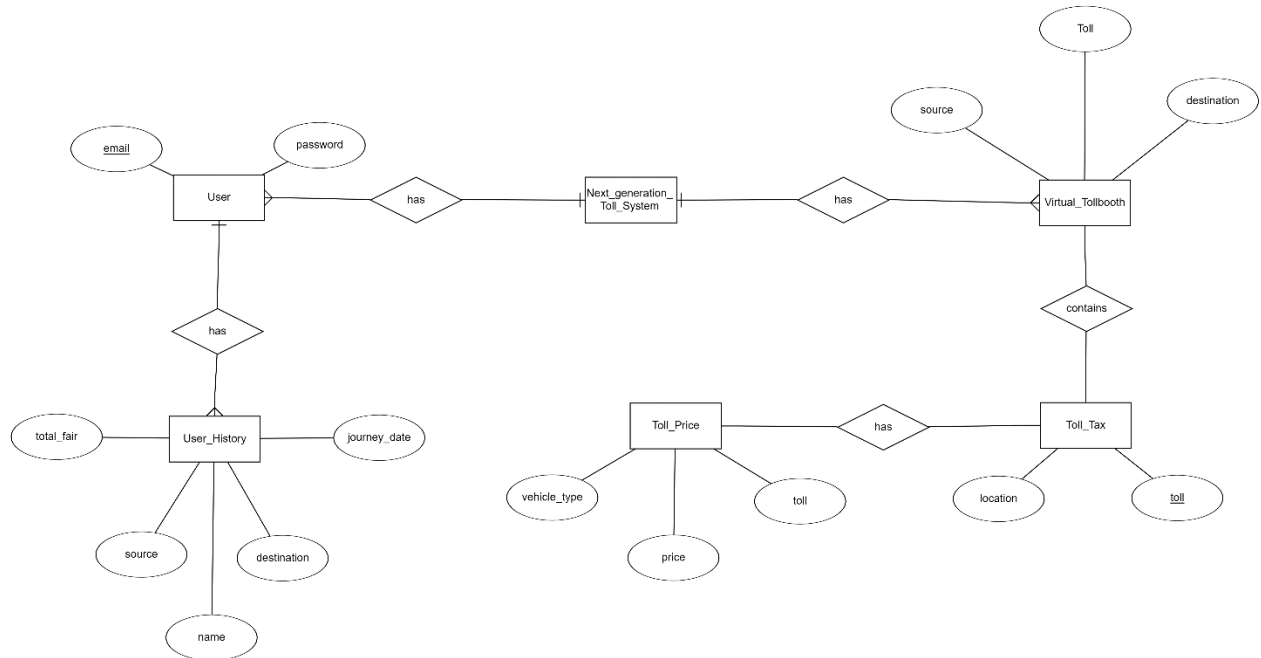 Toll
source
destination
email
password
User
has
Next_generation_
Toll_System
has
Virtual_Tollbooth
has
contains
total_fair
User_History
journey_date
Toll_Price
has
Toll_Tax
vehicle_type
toll
location
toll
source
destination
price
name